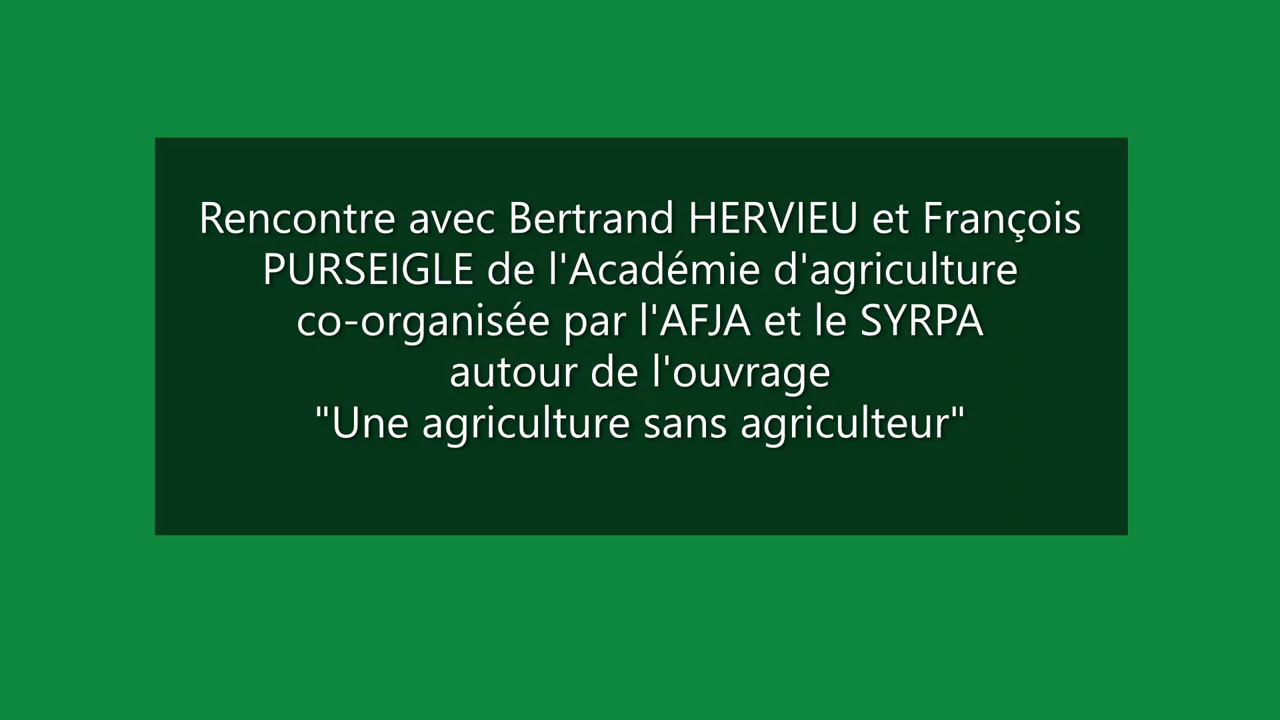 Rencontre avec Bertrand HERVIEU et François
PURSEIGLE de l'Académie d'agriculture
co-organisée par l'AFJA et le SYRPA
autour de l'ouvrage
"Une agriculture sans agriculteur"